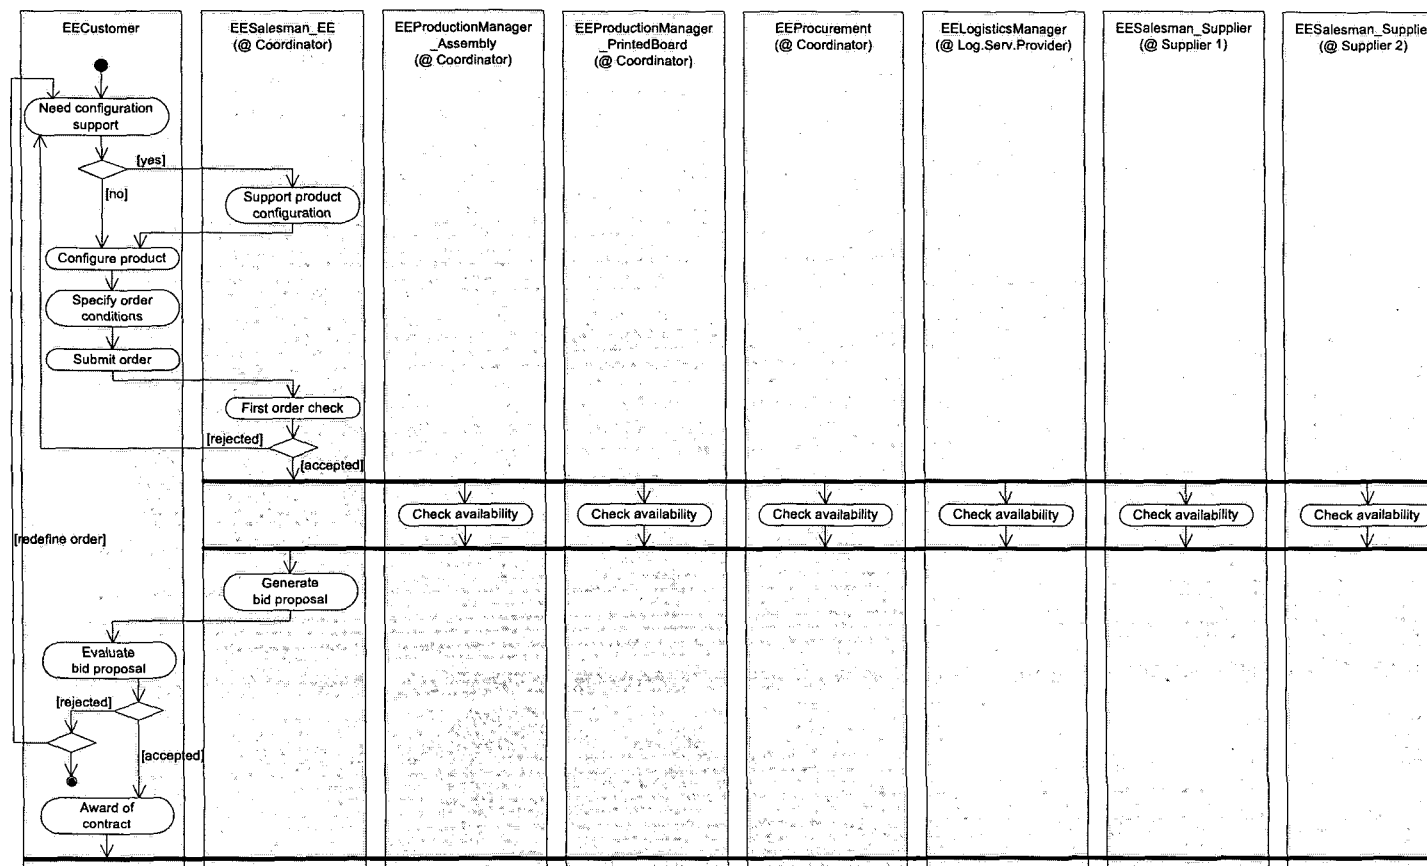 EECustomer
EESalesman_EE
(@ Coordinator)
EEProductionManager
_Assembly
(@ Coordinator)
EEProductionManager
_PrintedBoard
(@ Coordinator)
EEProcurement
(@ Coordinator)
EELogisticsManager
(@ Log.Serv.Provider)
EESalesman_Supplier
(@ Supplier 1)
EESalesman_Supplie
(@ Supplier 2)
Need configuration
support
[yes]
[no]
Support product
configuration
Configure product
Specify order
conditions
Submit order
First order check
[rejected]
[accepted]
Check availability
Check availability
Check availability
Check availability
Check availability
Check availability
[redefine order]
Generate
bid proposal
Evaluate
bid proposal
[rejected]
[accepted]
Award of
contract